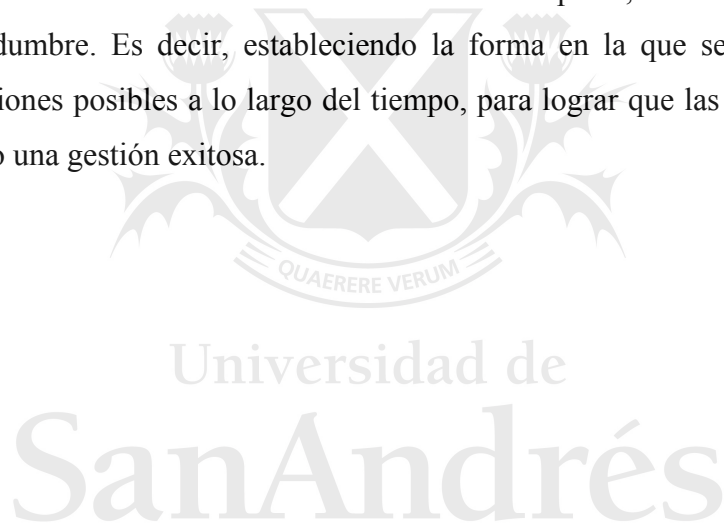 dumbre. Es decir, estableciendo la forma en la que se
iones posibles a lo largo del tiempo, para lograr que las
o una gestión exitosa.
QUAERERE VERUM
Universidad de
SanAndrés